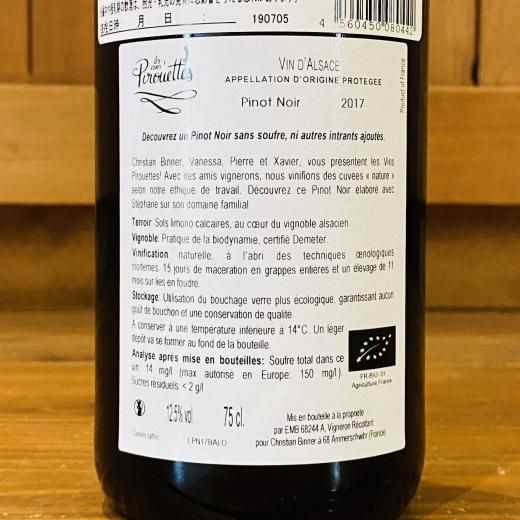 月 日 : 190705
4 560450 080442
les vins
Pirouettes
VIN D'ALSACE
APPELLATION D'ORIGINE PROTEGEE
Pinot Noir 2017
Product of France
Découvrez un Pinot Noir sans soufre, ni autres intrants ajoutés.
Christian Binner, Vanessa, Pierre et Xavier, vous présentent les Vins
Pirouettes! Avec des amis vignerons, nous vinifions des cuvées « nature »
selon notre ethique de travail. Découvrez ce Pinot Noir élaboré avec
Stéphane sur son domaine familial.
Terroir: Sols limono calcaires, au cœur du vignoble alsacien
Vignoble: Pratique de la biodynamie, certifié Demeter.
Vinification naturelle, à l'abri des techniques œnologiques
modernes. 15 jours de maceration en grappes entières et un élevage de 11
mois sur lies en foudre.
Stockage: Utilisation du bouchage verre plus écologique, garantissant aucun
goût de bouchon et une conservation de qualité.
A conserver à une température inférieure à 14°C. Un léger
dépôt va se former au fond de la bouteille.
Analyse après mise en bouteilles: Soufre total dans ce
vin: 14 mg/l (max autorise en Europe: 150 mg/l).
Sucres résiduels: < 2 g/l
FR-BIO- 01
Agriculture France
12.5% vol. 75 cl.
LPN17BALO
Mis en bouteille à la propriété
par EMB 68244 A, Vigneron Récoltant
pour Christian Binner à 68 Ammerschwihr (France)